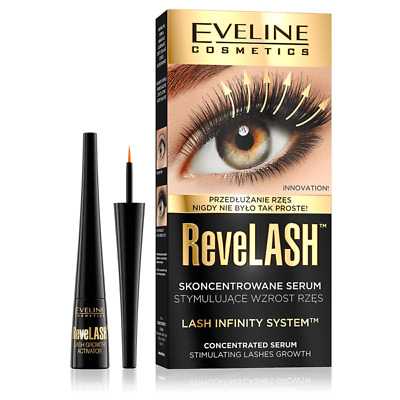 EVELINE
COSMETICS
INNOVATION!
PRZEDŁUŻANIE RZĘS
NIGDY NIE BYŁO TAK PROSTE!
ReveLASH™
SKONCENTROWANE SERUM
STYMULUJĄCE WZROST RZĘS
LASH INFINITY SYSTEM™
CONCENTRATED SERUM
STIMULATING LASHES GROWTH
EVELINE
COSMETICS
ReveLASH
LASH GROWTH
ACTIVATOR